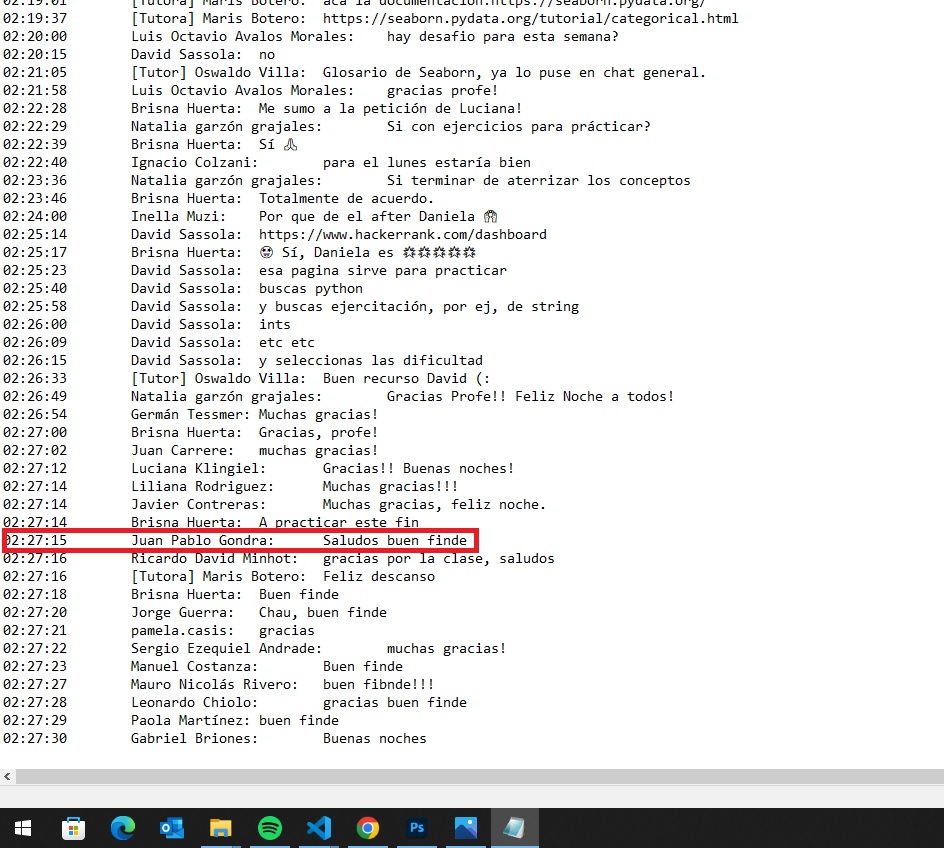 02:19:01 [Tutor] Maris Botero: acá la documentación.https://seaborn.pydata.org/
02:19:37 [Tutor] Maris Botero: https://seaborn.pydata.org/tutorial/categorical.html
02:20:00 Luis Octavio Avalos Morales: hay desafio para esta semana?
02:20:15 David Sassola: no
02:21:05 [Tutor] Oswaldo Villa: Glosario de Seaborn, ya lo puse en chat general.
02:21:58 Luis Octavio Avalos Morales: gracias profe!
02:22:28 Brisna Huerta: Me sumo a la petición de Luciana!
02:22:29 Natalia garzón grajales: Si con ejercicios para prácticar?
02:22:39 Brisna Huerta: Sí 🙏
02:22:40 Ignacio Colzani: para el lunes estaría bien
02:23:36 Natalia garzón grajales: Si terminar de aterrizar los conceptos
02:23:46 Brisna Huerta: Totalmente de acuerdo.
02:24:00 Inella Muzi: Por que de el after Daniela
02:25:14 David Sassola: https://www.hackerrank.com/dashboard
02:25:17 Brisna Huerta: Sí, Daniela es
02:25:23 David Sassola: esa pagina sirve para practicar
02:25:40 David Sassola: buscas python
02:25:58 David Sassola: y buscas ejercitación, por ej, de string
02:26:00 David Sassola: ints
02:26:09 David Sassola: etc etc
02:26:15 David Sassola: y seleccionas las dificultad
02:26:33 [Tutor] Oswaldo Villa: Buen recurso David (:
02:26:49 Natalia garzón grajales: Gracias Profe!! Feliz Noche a todos!
02:26:54 Germán Tessmer: Muchas gracias!
02:27:00 Brisna Huerta: Gracias, profe!
02:27:02 Juan Carrere: muchas gracias!
02:27:12 Luciana Klingiel: Gracias!! Buenas noches!
02:27:14 Liliana Rodriguez: Muchas gracias!!!
02:27:14 Javier Contreras: Muchas gracias, feliz noche.
02:27:14 Brisna Huerta: A practicar este fin
02:27:15 Juan Pablo Gondra: Saludos buen finde
02:27:16 Ricardo David Minhot: gracias por la clase, saludos
02:27:16 [Tutora] Maris Botero: Feliz descanso
02:27:18 Brisna Huerta: Buen finde
02:27:20 Jorge Guerra: Chau, buen finde
02:27:21 pamela.casis: gracias
02:27:22 Sergio Ezequiel Andrade: muchas gracias!
02:27:23 Manuel Costanza: Buen finde
02:27:27 Mauro Nicolás Rivero: buen fibnde!!!
02:27:28 Leonardo Chiolo: gracias buen finde
02:27:29 Paola Martínez: buen finde
02:27:30 Gabriel Briones: Buenas noches
Ps